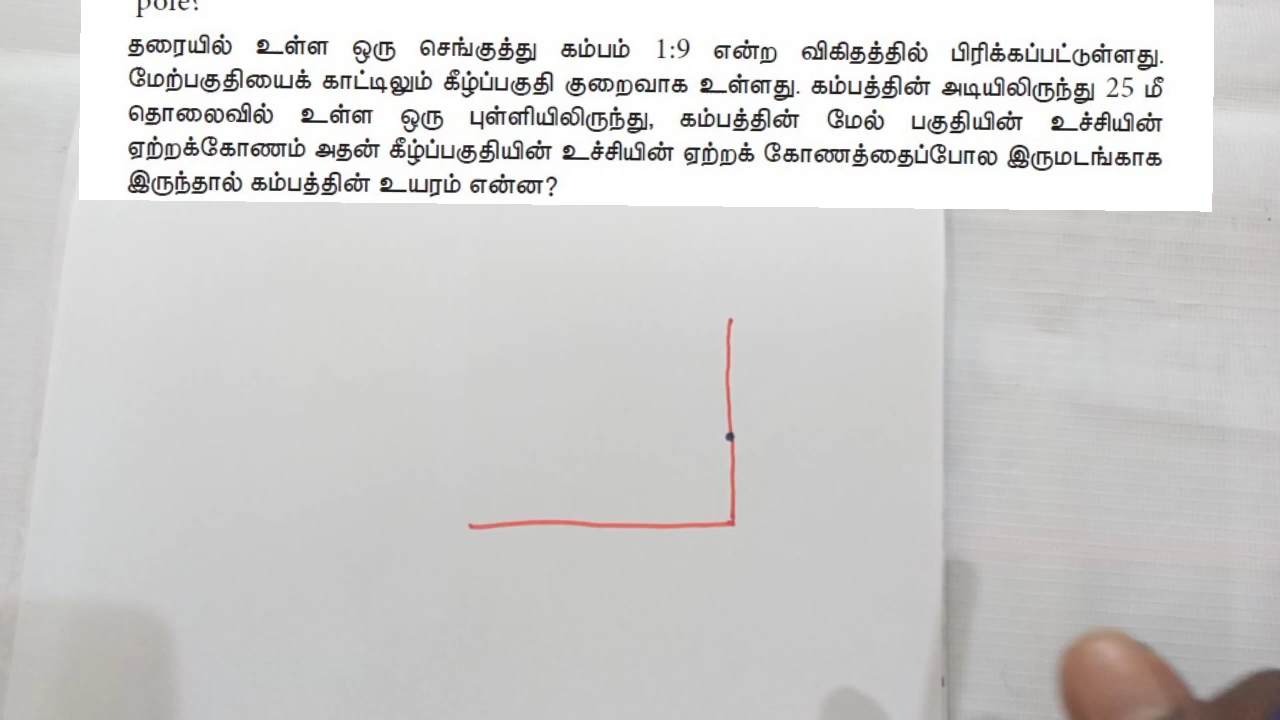 pole?
தரையில் உள்ள ஒரு செங்குத்து கம்பம் 1:9 என்ற விகிதத்தில் பிரிக்கப்பட்டுள்ளது.
மேற்பகுதியைக் காட்டிலும் கீழ்ப்பகுதி குறைவாக உள்ளது. கம்பத்தின் அடியிலிருந்து 25 மீ
தொலைவில் உள்ள ஒரு புள்ளியிலிருந்து, கம்பத்தின் மேல் பகுதியின் உச்சியின்
ஏற்றக்கோணம் அதன் கீழ்ப்பகுதியின் உச்சியின் ஏற்றக் கோணத்தைப்போல இருமடங்காக
இருந்தால் கம்பத்தின் உயரம் என்ன?